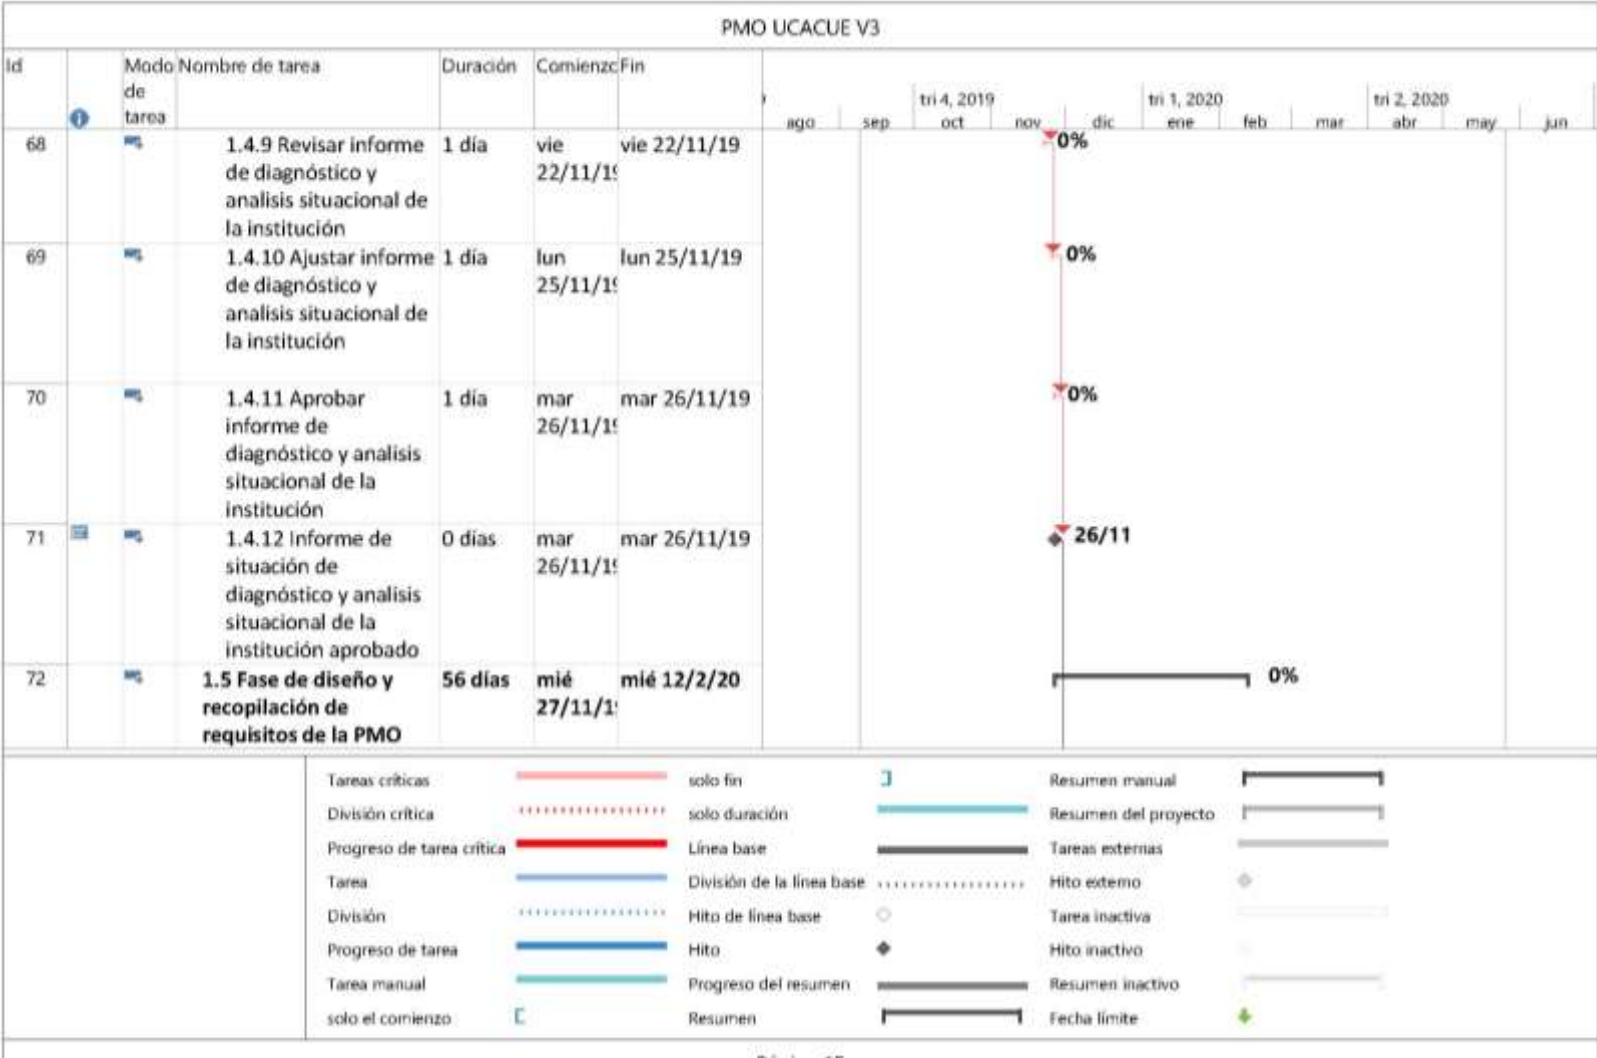 PMO UCACUE V3
Id Modo de tarea Nombre de tarea Duración Comienzo Fin
tri 4, 2019 tri 1, 2020 tri 2, 2020
ago sep oct nov dic ene feb mar abr may jun
68 1.4.9 Revisar informe 1 día vie vie 22/11/19 0%
de diagnóstico y 22/11/19
analisis situacional de
la institución
69 1.4.10 Ajustar informe 1 día lun lun 25/11/19 0%
de diagnóstico y 25/11/19
analisis situacional de
la institución
70 1.4.11 Aprobar 1 día mar mar 26/11/19 0%
informe de 26/11/19
diagnóstico y analisis
situacional de la
institución
71 1.4.12 Informe de 0 días mar mar 26/11/19 26/11
situación de 26/11/19
diagnóstico y analisis
situacional de la
institución aprobado
72 1.5 Fase de diseño y 56 días mié mié 12/2/20 0%
recopilación de 27/11/1
requisitos de la PMO
Tareas críticas solo fin Resumen manual
División crítica solo duración Resumen del proyecto
Progreso de tarea crítica Línea base Tareas externas
Tarea División de la línea base Hito externo
División Hito de línea base Tarea inactiva
Progreso de tarea Hito Hito inactivo
Tarea manual Progreso del resumen Resumen inactivo
solo el comienzo Resumen Fecha límite